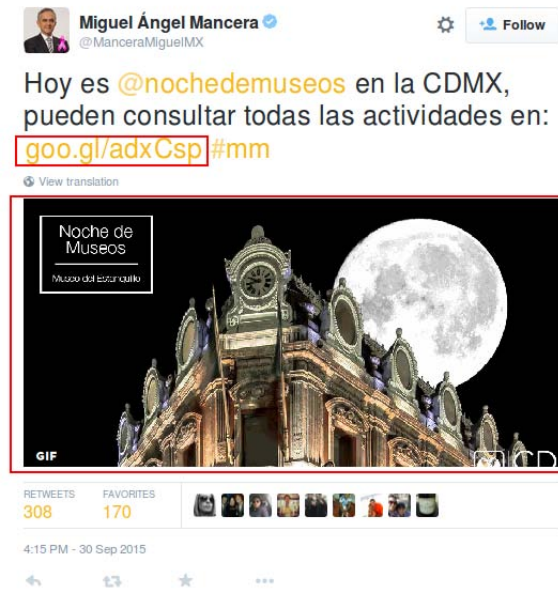 Miguel Ángel Mancera
@ManceraMiguelMX
Follow
Hoy es @nochedemuseos en la CDMX,
pueden consultar todas las actividades en:
goo.gl/adxCsp #mm
View translation
Noche de
Museos
Museo del Estanquillo
GIF
CD
RETWEETS
FAVORITES
308
170
4:15 PM - 30 Sep 2015